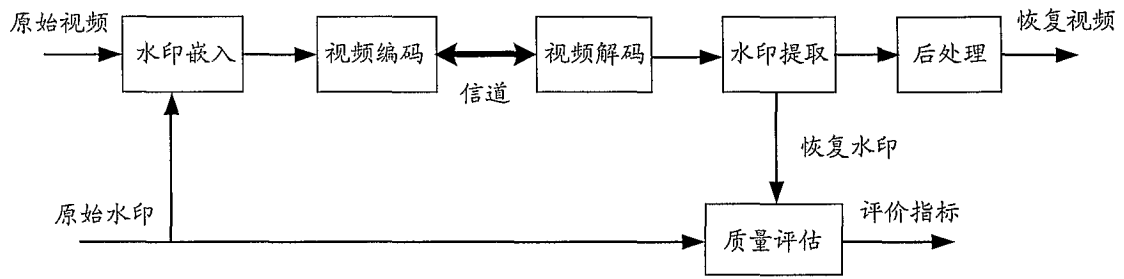 原始视频
水印嵌入
视频编码
信道
视频解码
水印提取
后处理
恢复视频
恢复水印
原始水印
质量评估
评价指标